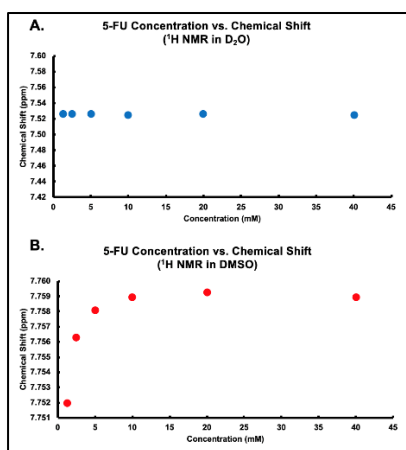 A.
5-FU Concentration vs. Chemical Shift
(¹H NMR in D₂O)
Chemical Shift (ppm)
7.60
7.58
7.56
7.54
7.52
7.50
7.48
7.46
7.44
7.42
0 5 10 15 20 25 30 35 40 45
Concentration (mM)
B.
5-FU Concentration vs. Chemical Shift
(¹H NMR in DMSO)
Chemical Shift (ppm)
7.760
7.759
7.758
7.757
7.756
7.755
7.754
7.753
7.752
7.751
0 5 10 15 20 25 30 35 40 45
Concentration (mM)